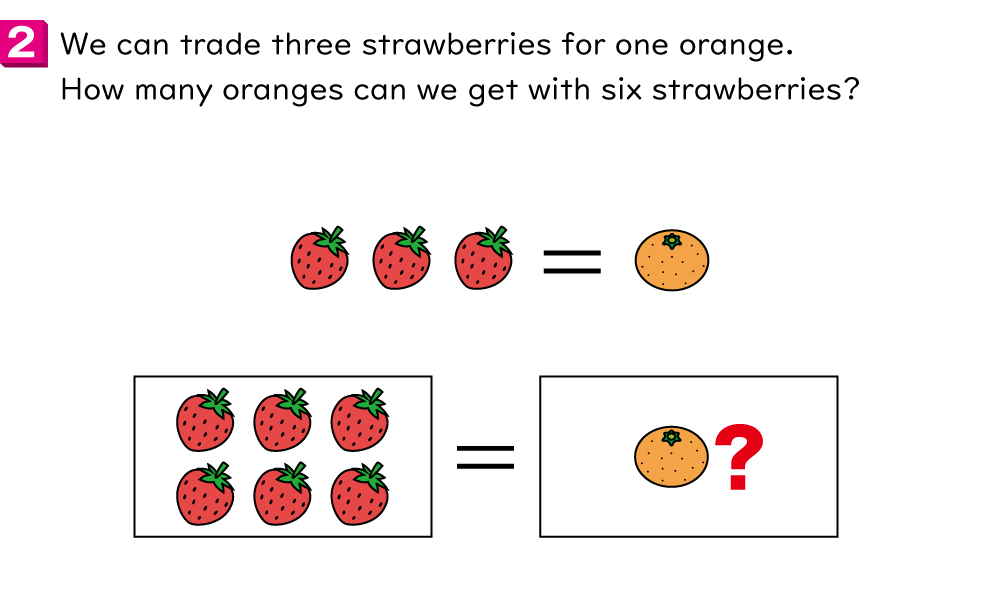 2 We can trade three strawberries for one orange.
How many oranges can we get with six strawberries?
=
= ?